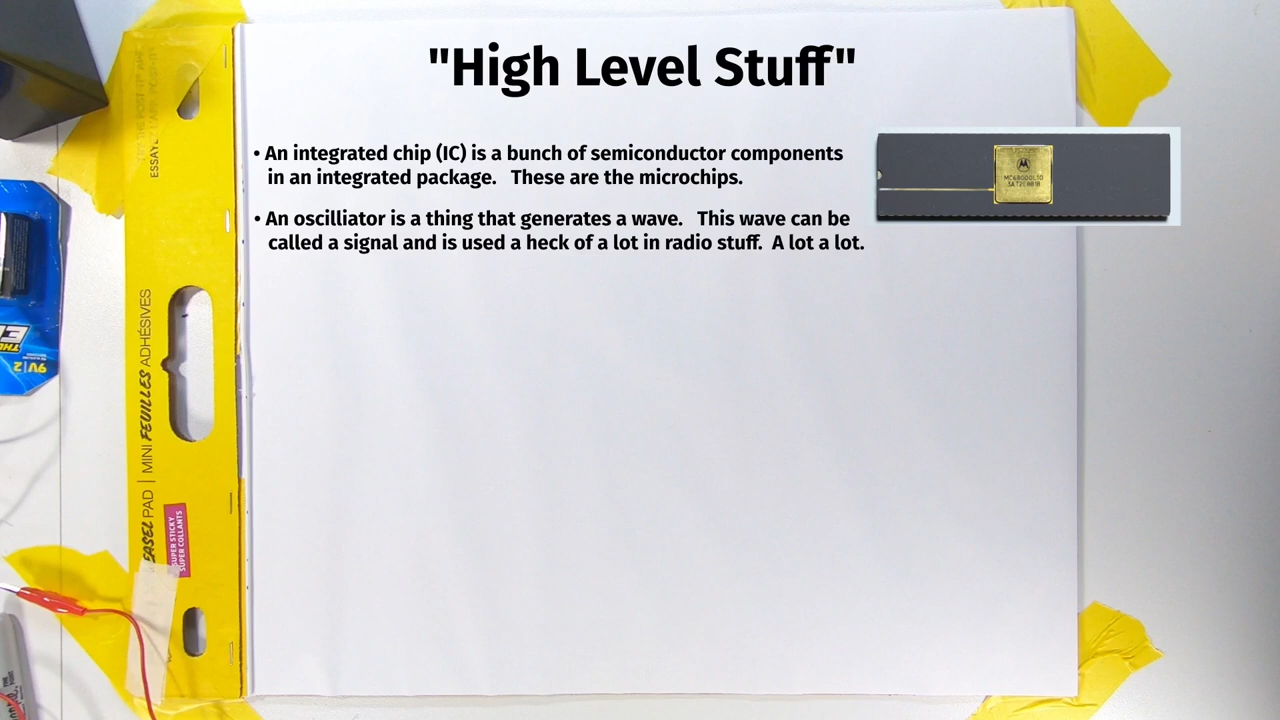 "High Level Stuff"
• An integrated chip (IC) is a bunch of semiconductor components
in an integrated package. These are the microchips.
• An oscilliator is a thing that generates a wave. This wave can be
called a signal and is used a heck of a lot in radio stuff. A lot a lot.
EASEL PAD | MINI FEUILLES ADHÉSIVES
SUPER STICKY
SUPER COLLANTS
9V|2